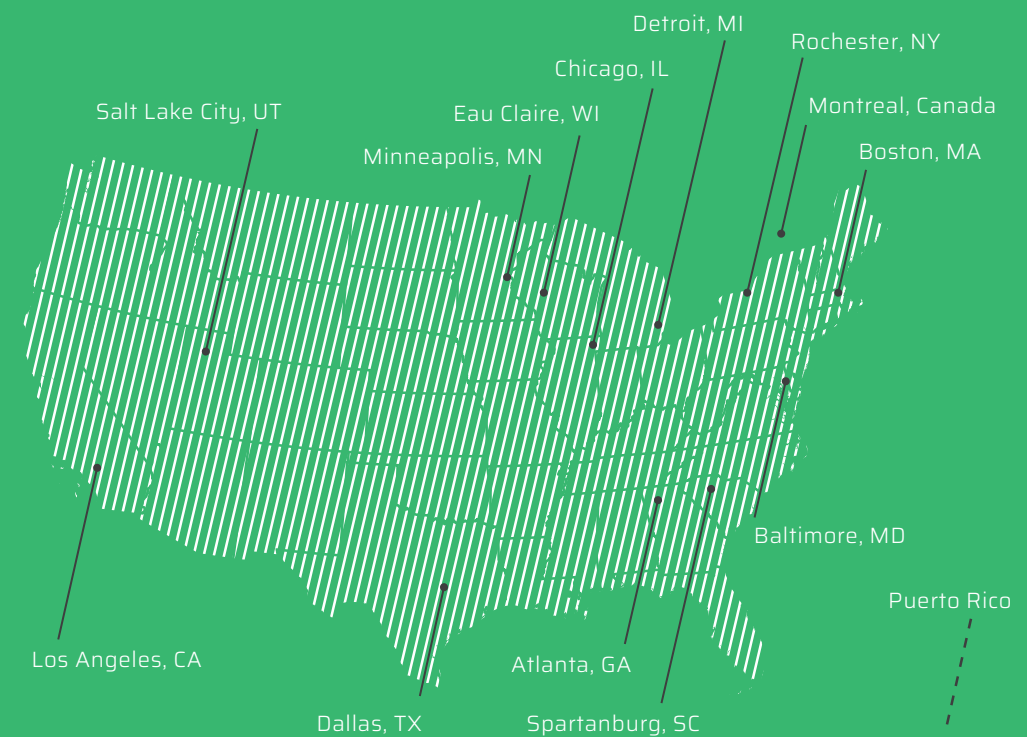 Detroit, MI
Rochester, NY
Chicago, IL
Montreal, Canada
Salt Lake City, UT
Eau Claire, WI
Boston, MA
Minneapolis, MN
Baltimore, MD
Puerto Rico
Los Angeles, CA
Atlanta, GA
Dallas, TX
Spartanburg, SC